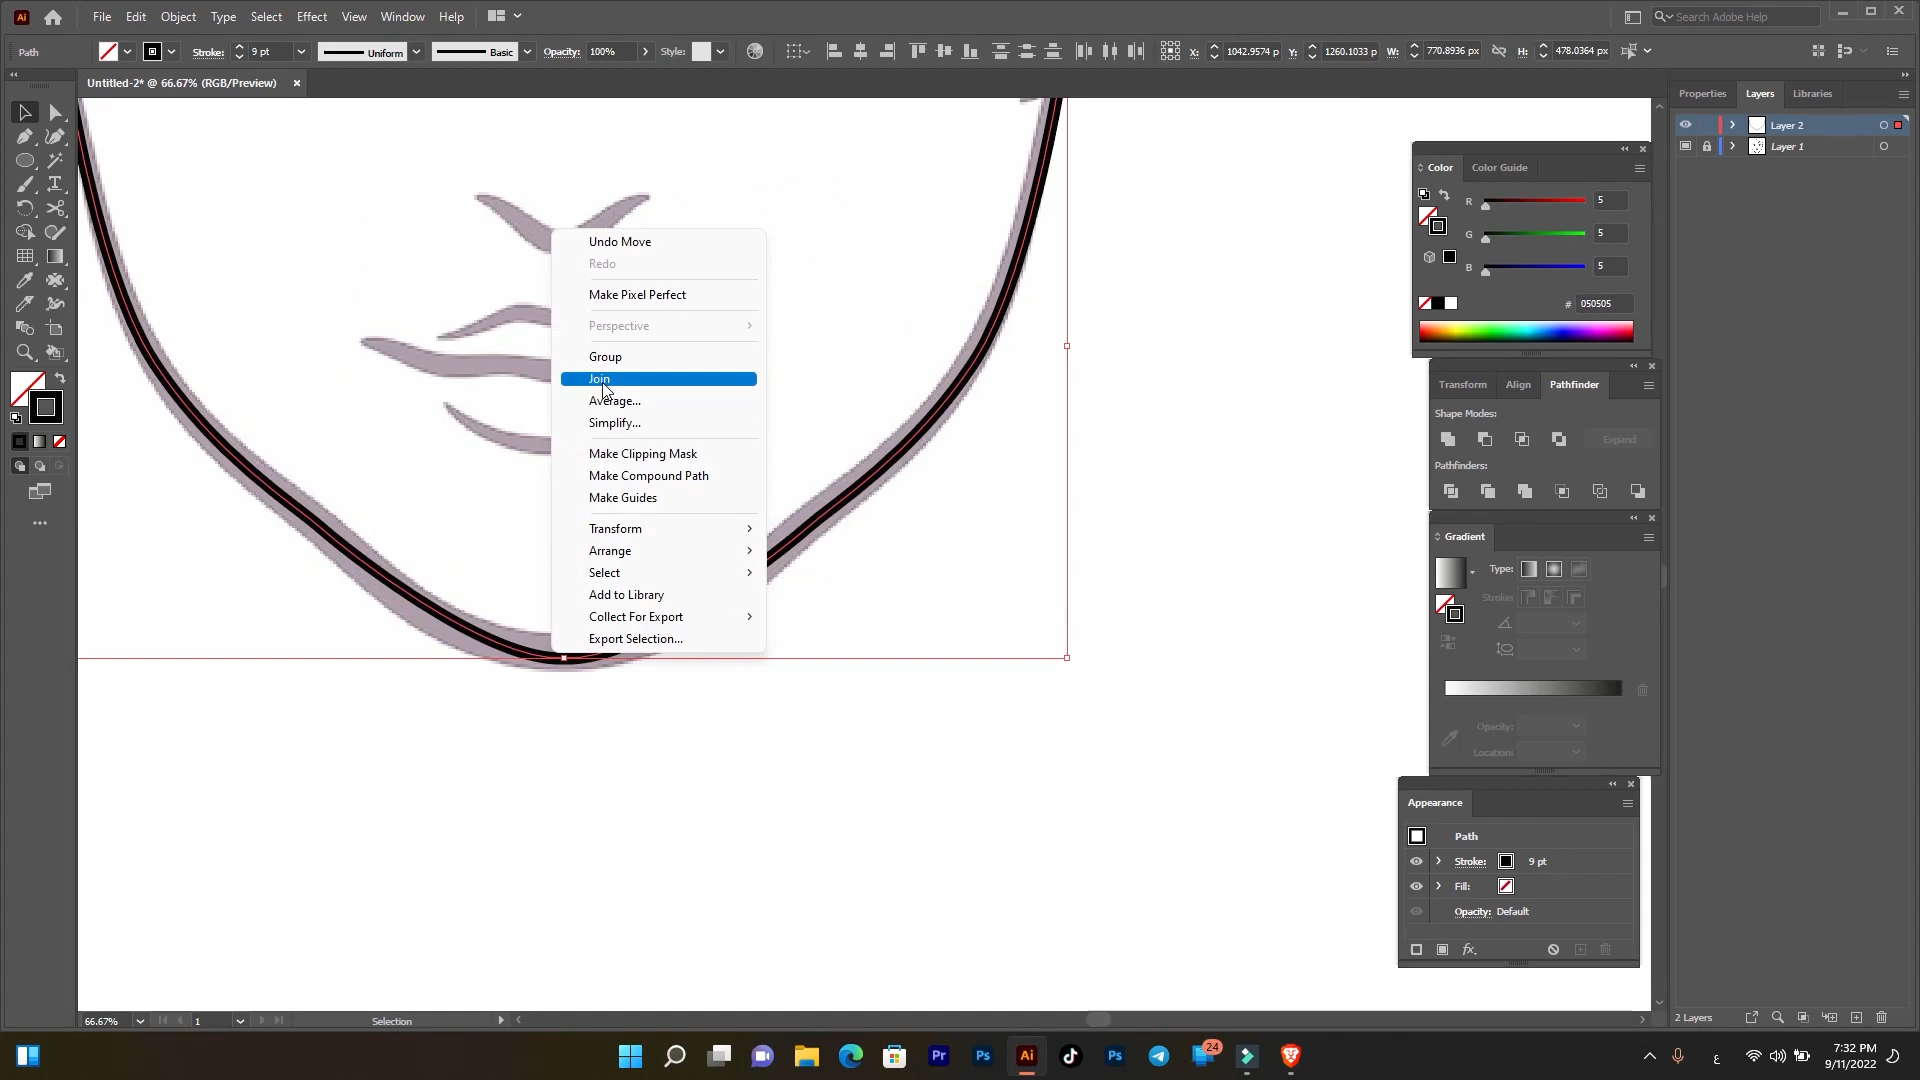 Ai File Edit Object Type Select Effect View Window Help Search Adobe Help
Path Stroke: 9 pt Uniform Basic Opacity: 100% Style: X: 1042.9574 p Y: 1260.1033 p W: 770.8936 px H: 478.0364 px
Untitled-2* @ 66.67% (RGB/Preview)
Properties Layers Libraries
Layer 2
Layer 1
Color Color Guide
R 5
G 5
B 5
# 050505
Transform Align Pathfinder
Shape Modes:
Expand
Pathfinders:
Gradient
Type:
Stroke:
Opacity:
Location:
Appearance
Path
Stroke: 9 pt
Fill:
Opacity: Default
fx.
Undo Move
Redo
Make Pixel Perfect
Perspective
Group
Join
Average...
Simplify...
Make Clipping Mask
Make Compound Path
Make Guides
Transform
Arrange
Select
Add to Library
Collect For Export
Export Selection...
66.67% 1 Selection
2 Layers
Pr Ps Ai Ps 24
ع
7:32 PM
9/11/2022